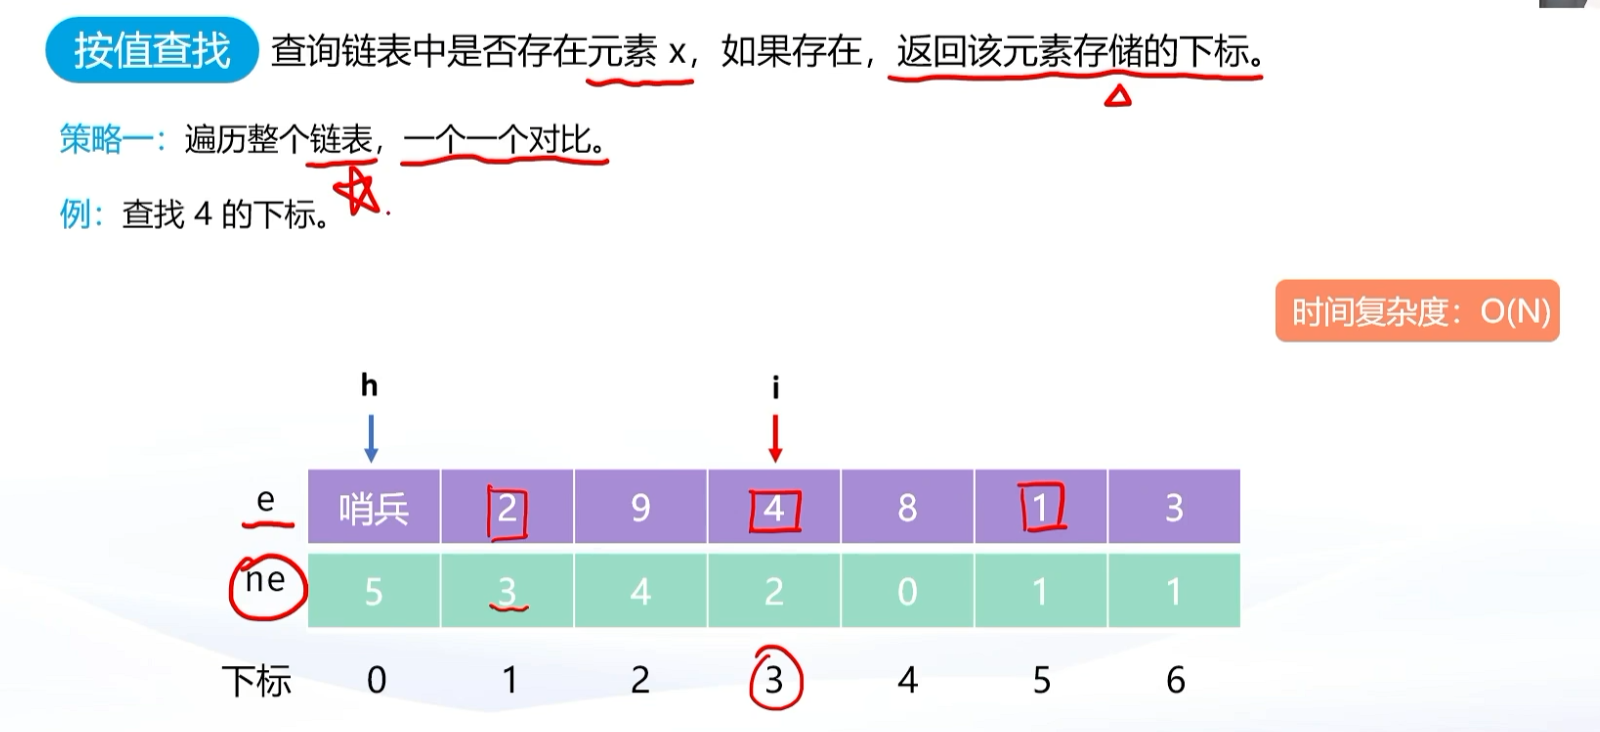 按值查找 查询链表中是否存在元素 x，如果存在，返回该元素存储的下标。
策略一：遍历整个链表，一个一个对比。
例：查找 4 的下标。
时间复杂度：O(N)
h i
e 哨兵 2 9 4 8 1 3
ne 5 3 4 2 0 1 1
下标 0 1 2 3 4 5 6